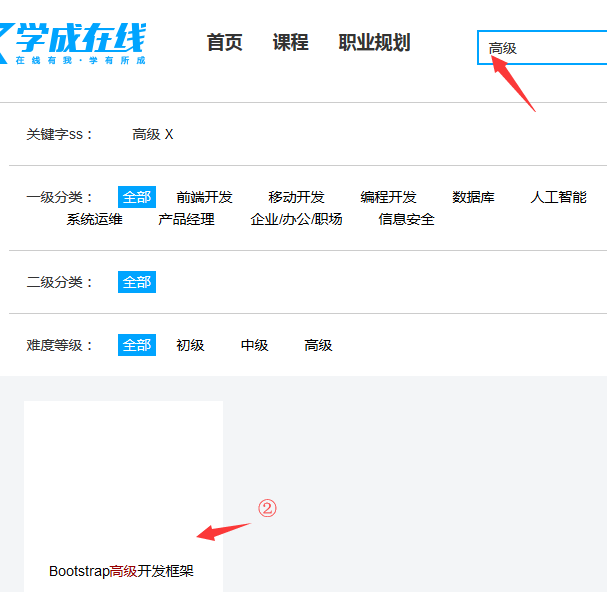 学成在线
在线有我·学有所成
首页 课程 职业规划
高级
关键字ss： 高级 X
一级分类： 全部 前端开发 移动开发 编程开发 数据库 人工智能
系统运维 产品经理 企业/办公/职场 信息安全
二级分类： 全部
难度等级： 全部 初级 中级 高级
②
Bootstrap高级开发框架